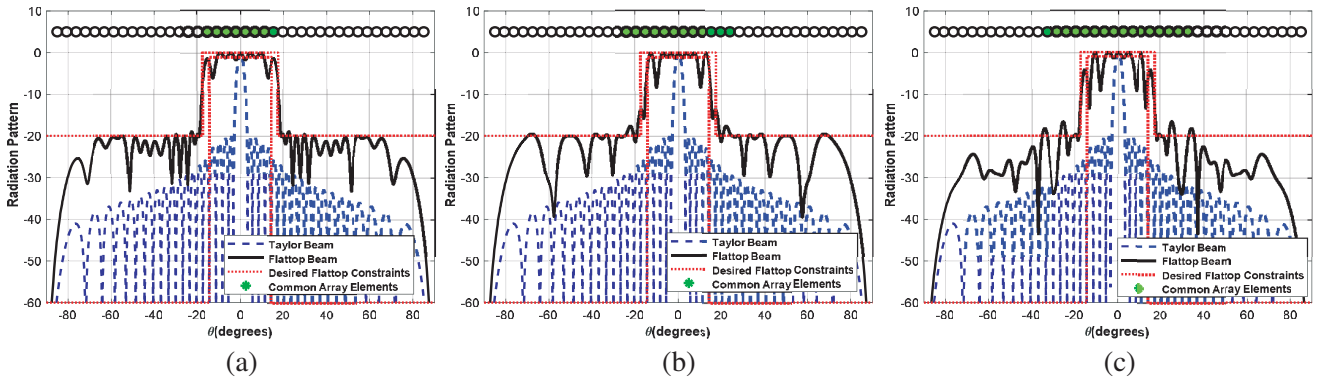 10
0
-10
-20
-30
-40
-50
-60
Radiation Pattern
-80 -60 -40 -20 0 20 40 60 80
θ(degrees)
Taylor Beam
Flattop Beam
Desired Flattop Constraints
Common Array Elements
(a)
10
0
-10
-20
-30
-40
-50
-60
Radiation Pattern
-80 -60 -40 -20 0 20 40 60 80
θ(degrees)
Taylor Beam
Flattop Beam
Desired Flattop Constraints
Common Array Elements
(b)
10
0
-10
-20
-30
-40
-50
-60
Radiation Pattern
-80 -60 -40 -20 0 20 40 60 80
θ(degrees)
Taylor Beam
Flattop Beam
Desired Flattop Constraints
Common Array Elements
(c)